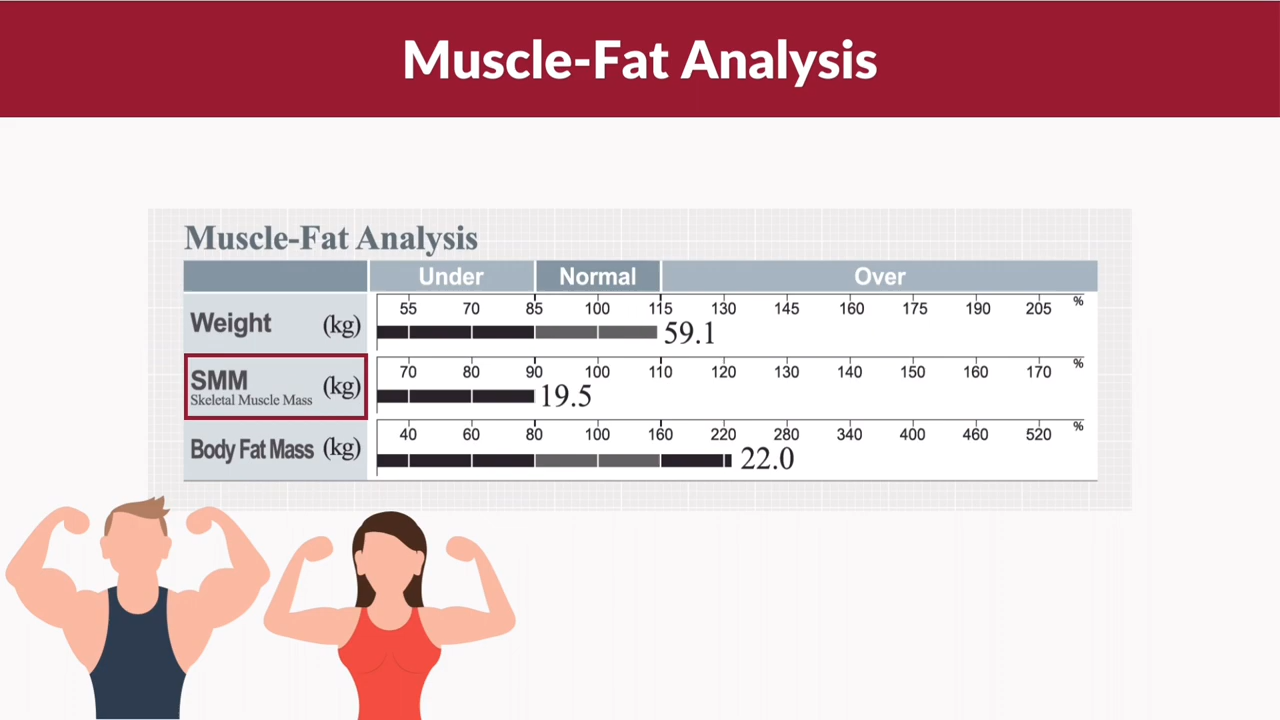 Muscle-Fat Analysis
Muscle-Fat Analysis
Under Normal Over
55 70 85 100 115 130 145 160 175 190 205 %
Weight (kg) 59.1
70 80 90 100 110 120 130 140 150 160 170 %
SMM (kg) 19.5
Skeletal Muscle Mass
40 60 80 100 160 220 280 340 400 460 520 %
Body Fat Mass (kg) 22.0